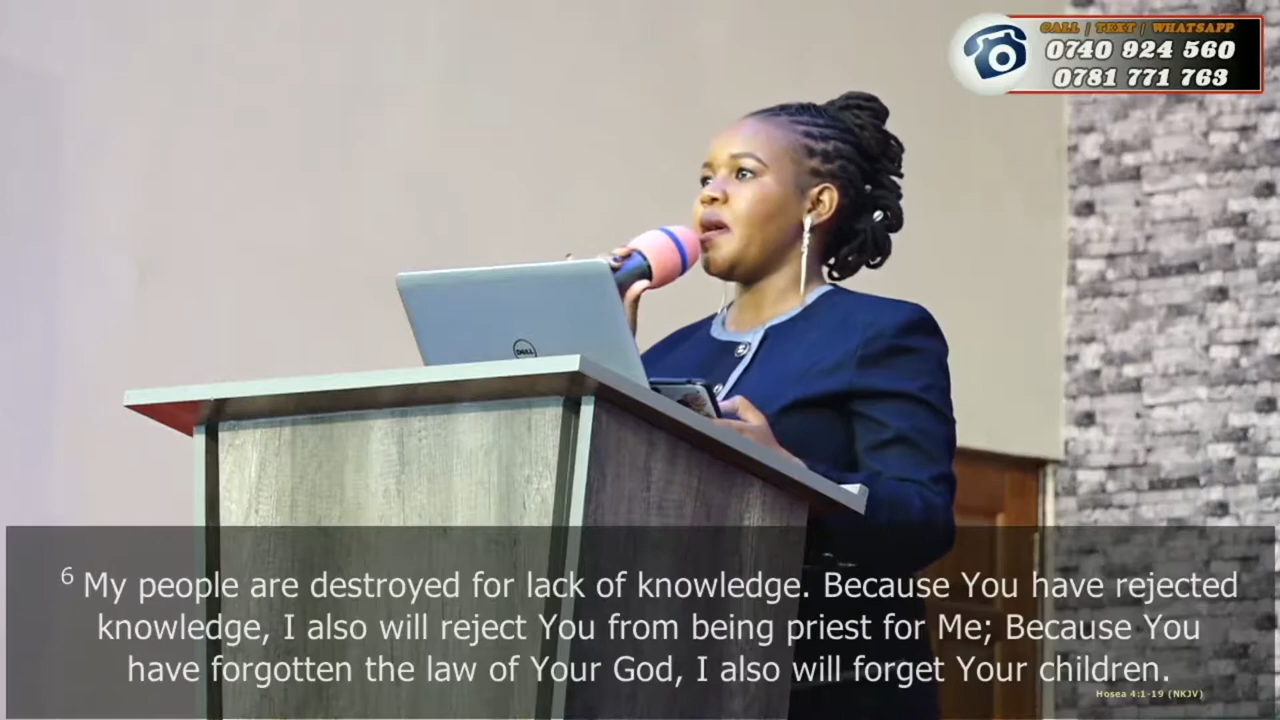 CALL | TEXT | WHATSAPP
0740 924 560
0781 771 763
DELL
6 My people are destroyed for lack of knowledge. Because You have rejected
knowledge, I also will reject You from being priest for Me; Because You
have forgotten the law of Your God, I also will forget Your children.
Hosea 4:1-19 (NKJV)